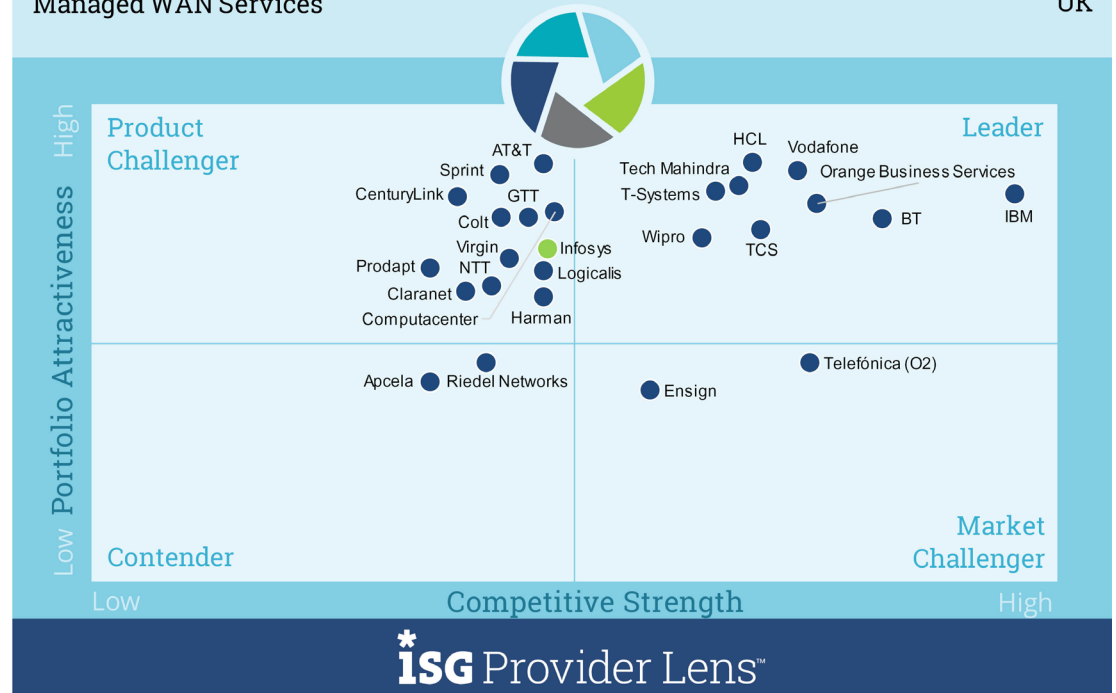 Managed WAN Services
UK
High
Product
Challenger
Leader
AT&T
HCL
Vodafone
Sprint
Tech Mahindra
Orange Business Services
CenturyLink
GTT
T-Systems
IBM
Colt
BT
Wipro
TCS
Virgin
Infosys
Prodapt
NTT
Logicalis
Claranet
Computacenter
Harman
Portfolio Attractiveness
Telefónica (O2)
Apcela
Riedel Networks
Ensign
Low
Contender
Market
Challenger
Low
Competitive Strength
High
*ISG Provider Lens™